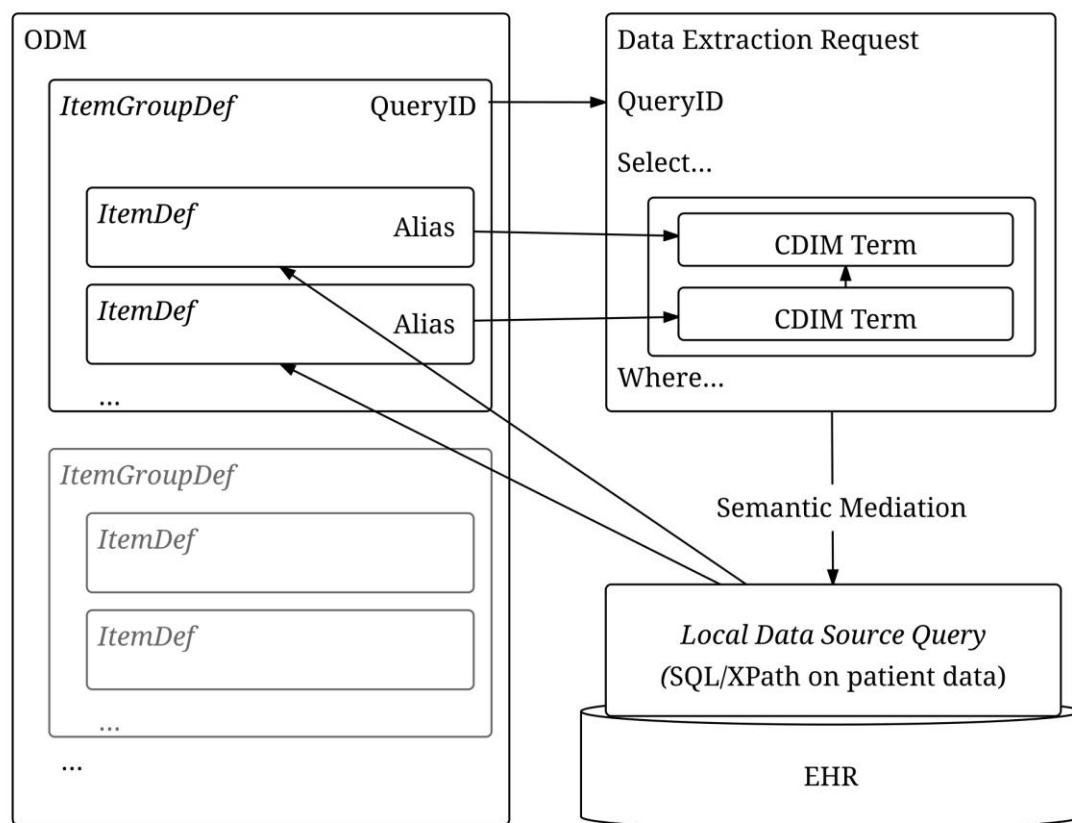 ODM
ItemGroupDef
QueryID
ItemDef
Alias
ItemDef
Alias
...
ItemGroupDef
ItemDef
ItemDef
...
...
Data Extraction Request
QueryID
Select...
CDIM Term
CDIM Term
Where...
Semantic Mediation
Local Data Source Query
(SQL/XPath on patient data)
EHR